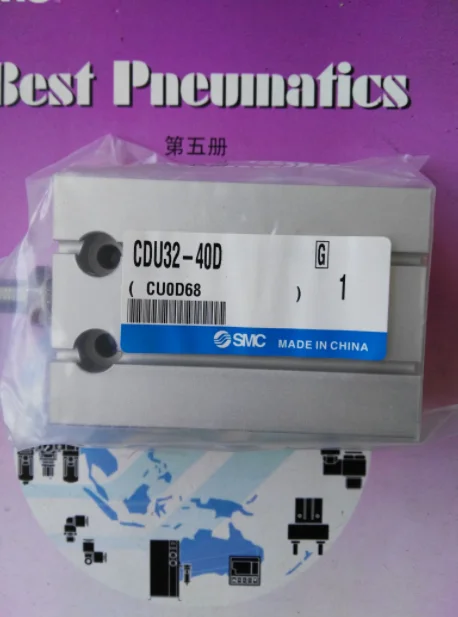 Best Pneumatics
第五册
CDU32-40D
G
( CU0D68 )
1
SMC
MADE IN CHINA